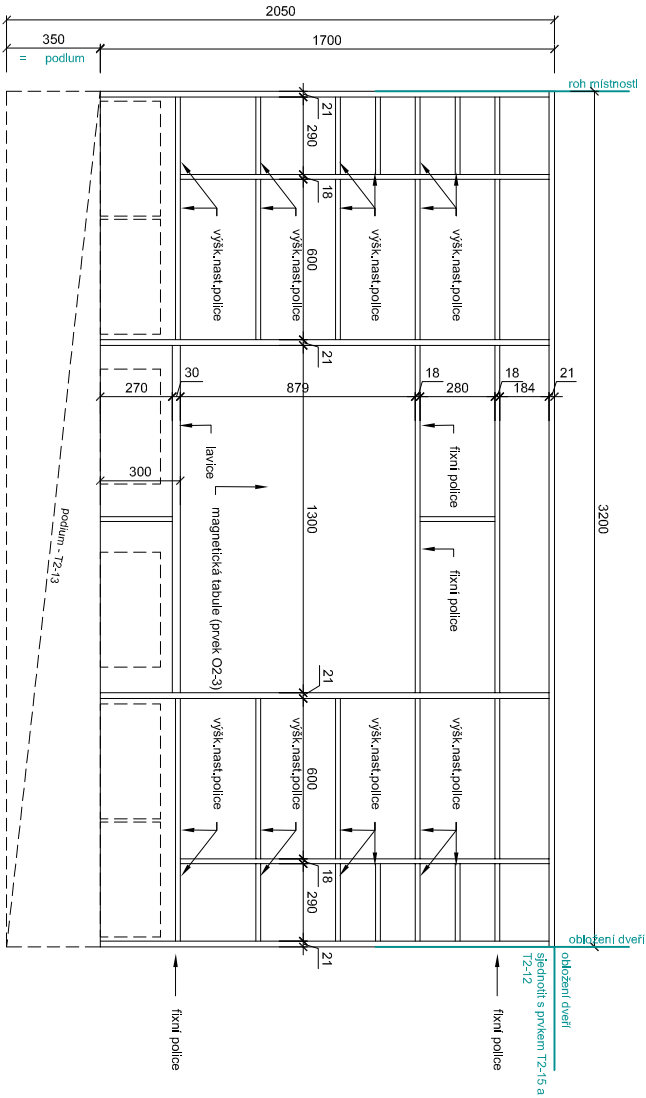 2050
350
1700
= podlum
roh místností
21
290
18
600
21
výšk.nast.police
výšk.nast.police
výšk.nast.police
výšk.nast.police
270
30
879
18
280
18
184
21
300
lavice
magnetická tabule (prvek O2-3)
1300
fixní police
fixní police
3200
podium - T2-13
21
600
18
290
21
výšk.nast.police
výšk.nast.police
výšk.nast.police
výšk.nast.police
obložení dveří
obložení dveří
sjednotit s prvkem T2-15 a
T2-12
fixní police
fixní police